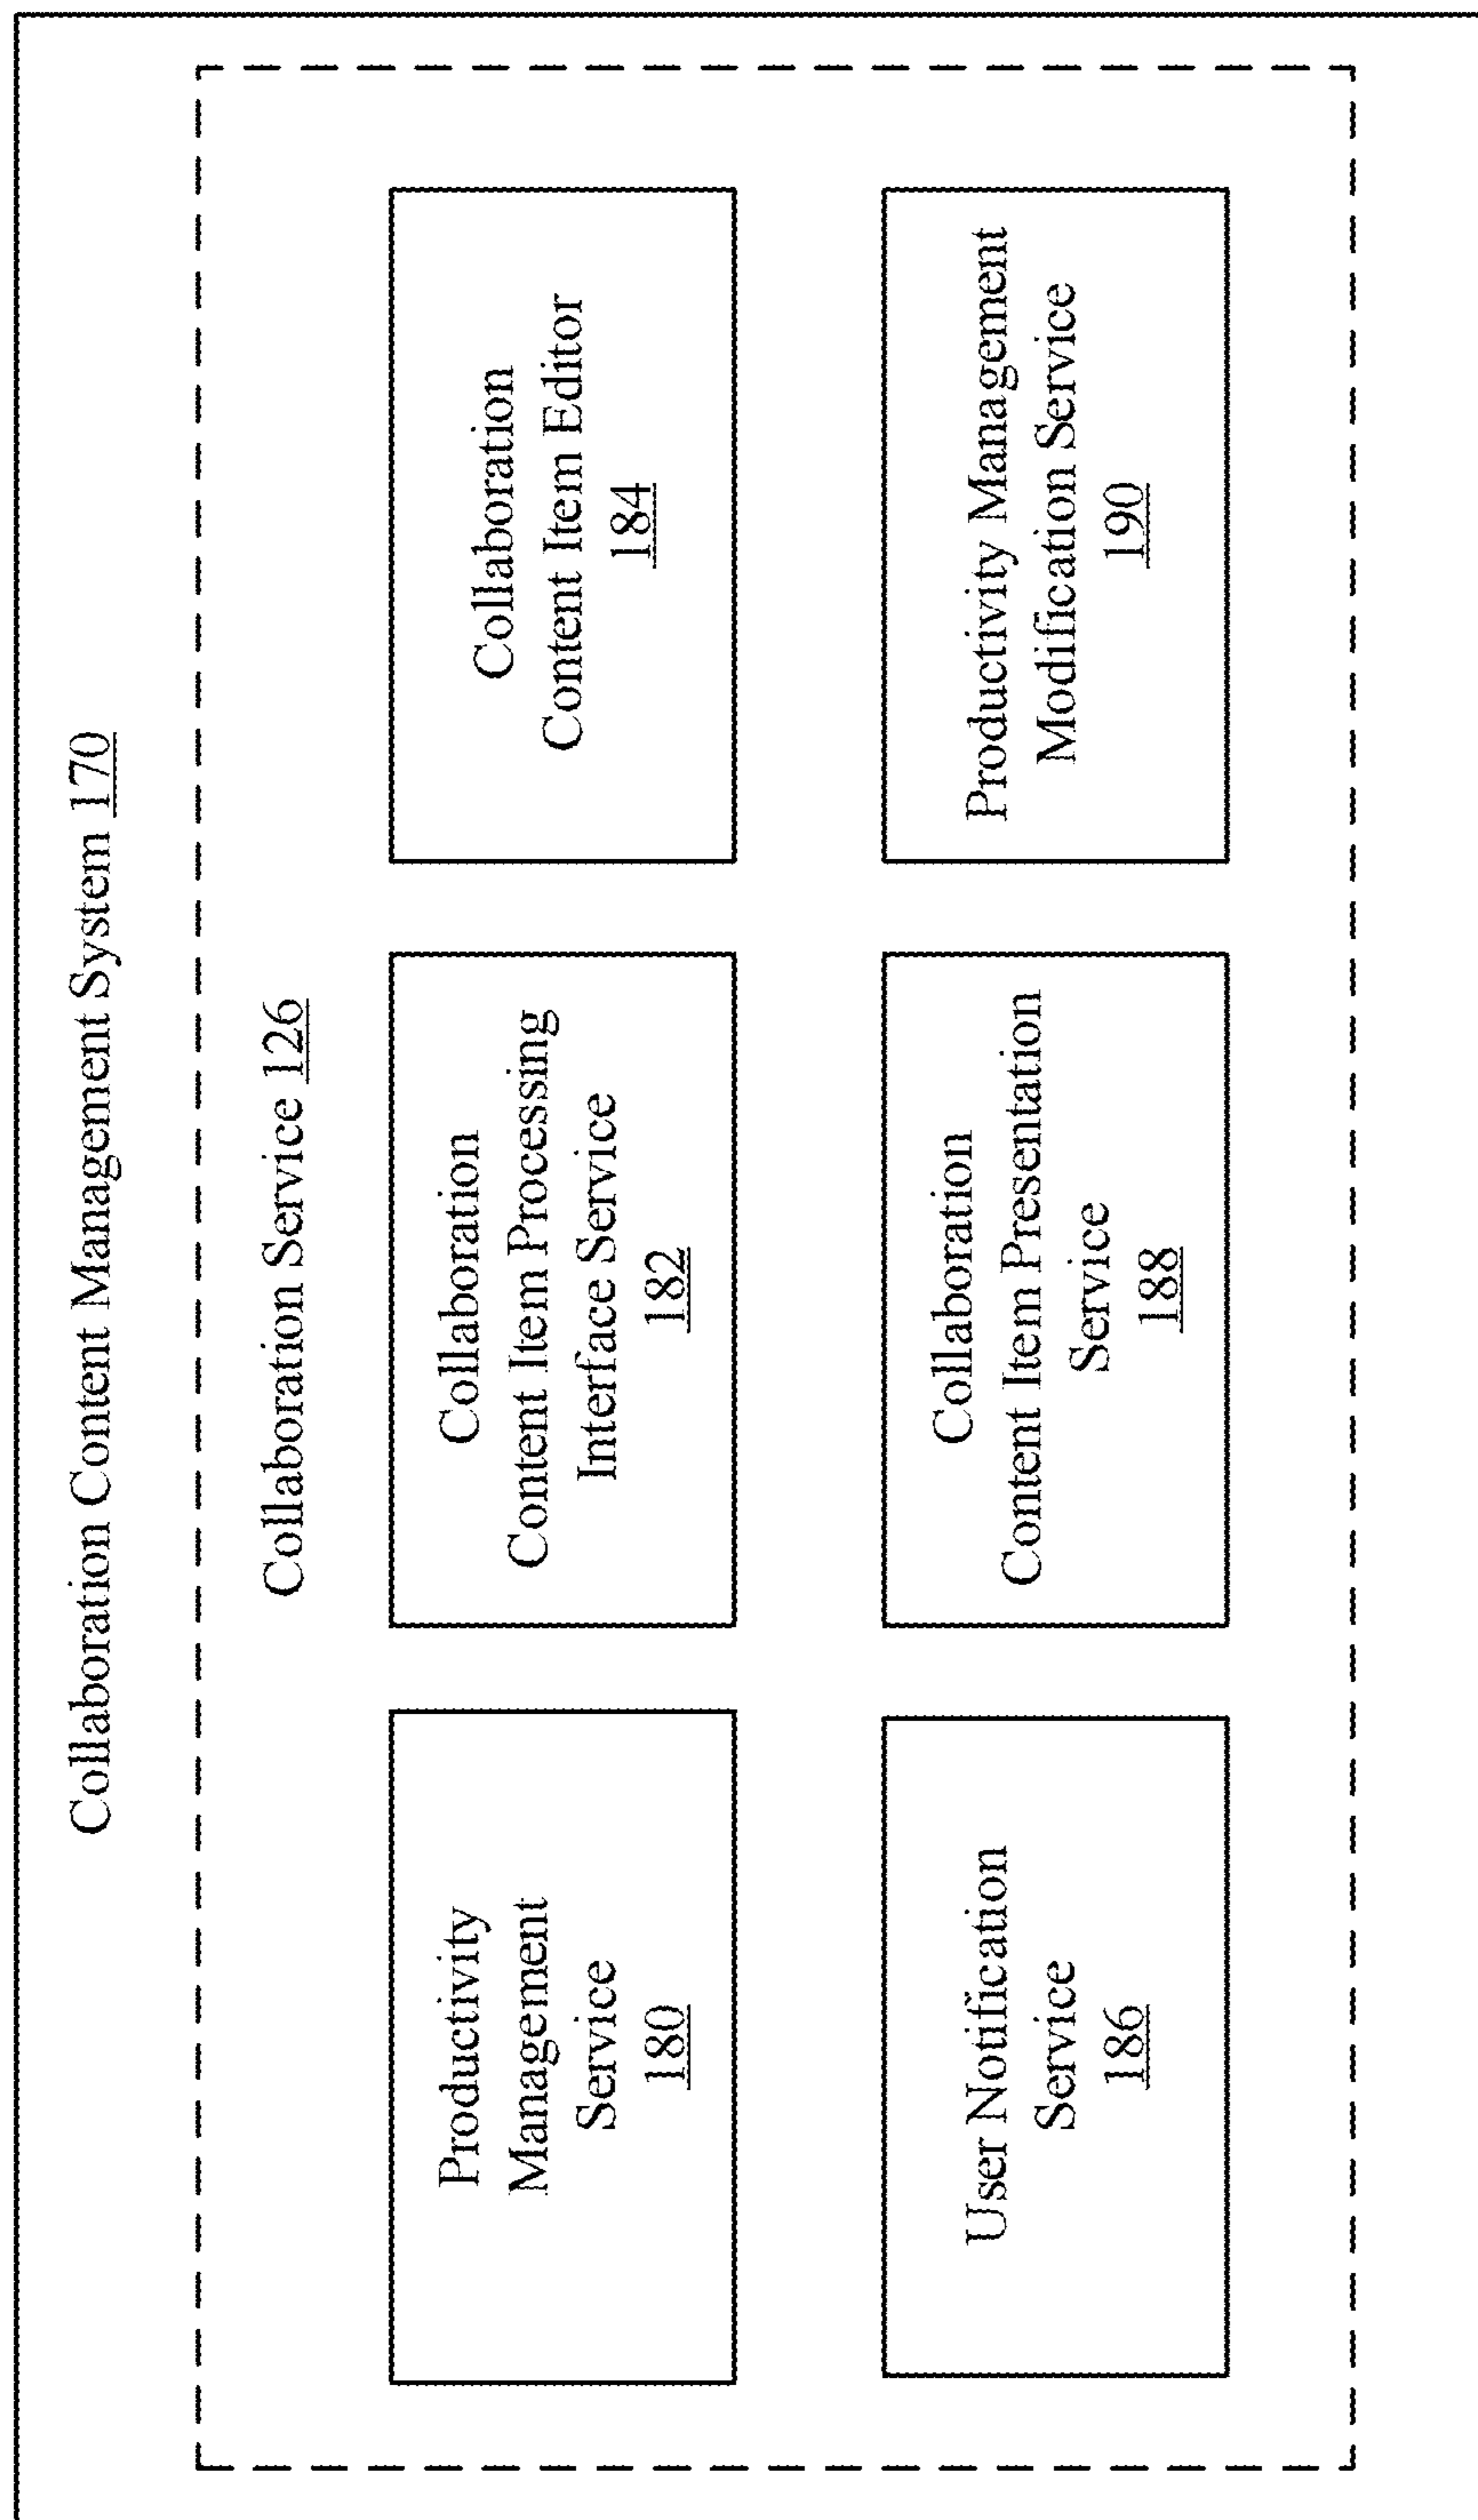 Collaboration Content Management System 170
Collaboration Service 126
Productivity
Management
Service
180
Collaboration
Content Item Processing
Interface Service
182
Collaboration
Content Item Editor
184
User Notification
Service
186
Collaboration
Content Item Presentation
Service
188
Productivity Management
Modification Service
190